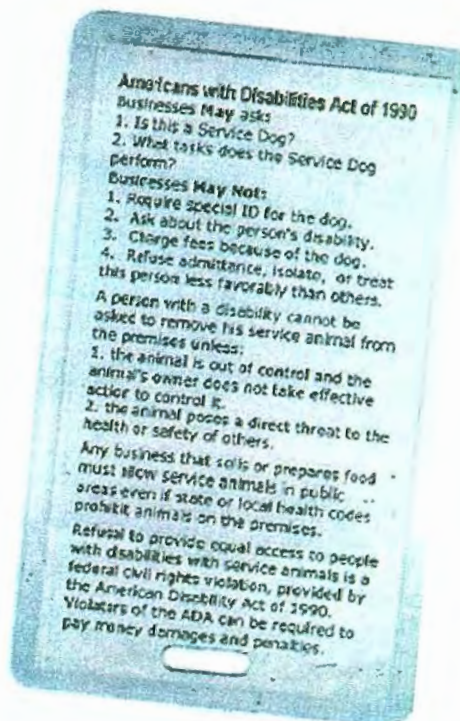 Americans with Disabilities Act of 1990
Businesses May ask:
1. Is this a Service Dog?
2. What tasks does the Service Dog
perform?
Businesses May Not:
1. Require special ID for the dog.
2. Ask about the person's disability.
3. Charge fees because of the dog.
4. Refuse admittance, isolate, or treat
this person less favorably than others.
A person with a disability cannot be
asked to remove his service animal from
the premises unless:
1. the animal is out of control and the
animal's owner does not take effective
action to control it.
2. the animal poses a direct threat to the
health or safety of others.
Any business that sells or prepares food
must allow service animals in public
areas even if state or local health codes
prohibit animals on the premises.
Refusal to provide equal access to people
with disabilities with service animals is a
federal civil rights violation, provided by
the American Disability Act of 1990.
Violators of the ADA can be required to
pay money damages and penalties.